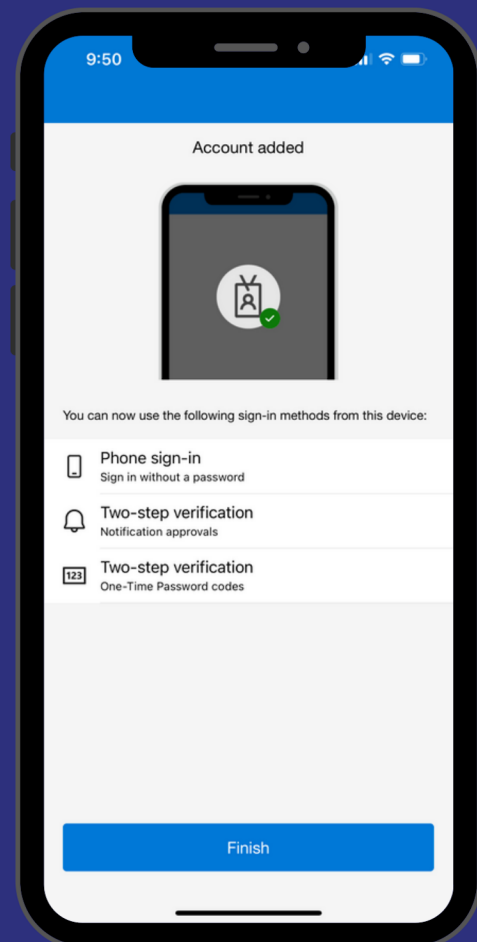 9:50
Account added
You can now use the following sign-in methods from this device:
Phone sign-in
Sign in without a password
Two-step verification
Notification approvals
123
Two-step verification
One-Time Password codes
Finish